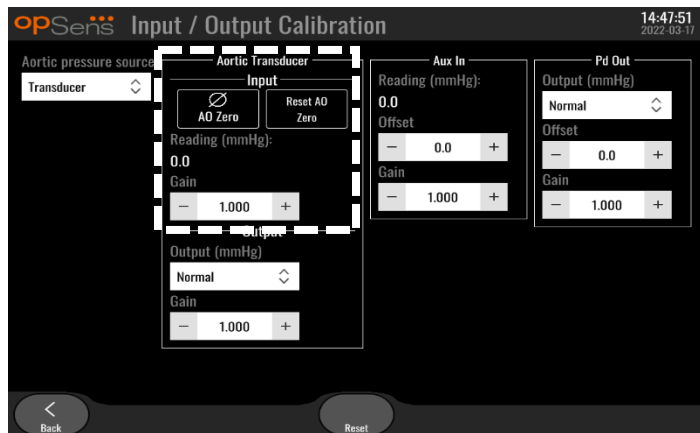 opSens Input / Output Calibration
14:47:51
2022-03-17
Aortic pressure source
Transducer
Aortic Transducer
Input
AO Zero
Reset AO
Zero
Reading (mmHg):
0.0
Gain
− 1.000 +
Output
Output (mmHg)
Normal
Gain
− 1.000 +
Aux In
Reading (mmHg):
0.0
Offset
− 0.0 +
Gain
− 1.000 +
Pd Out
Output (mmHg)
Normal
Offset
− 0.0 +
Gain
− 1.000 +
Back
Reset